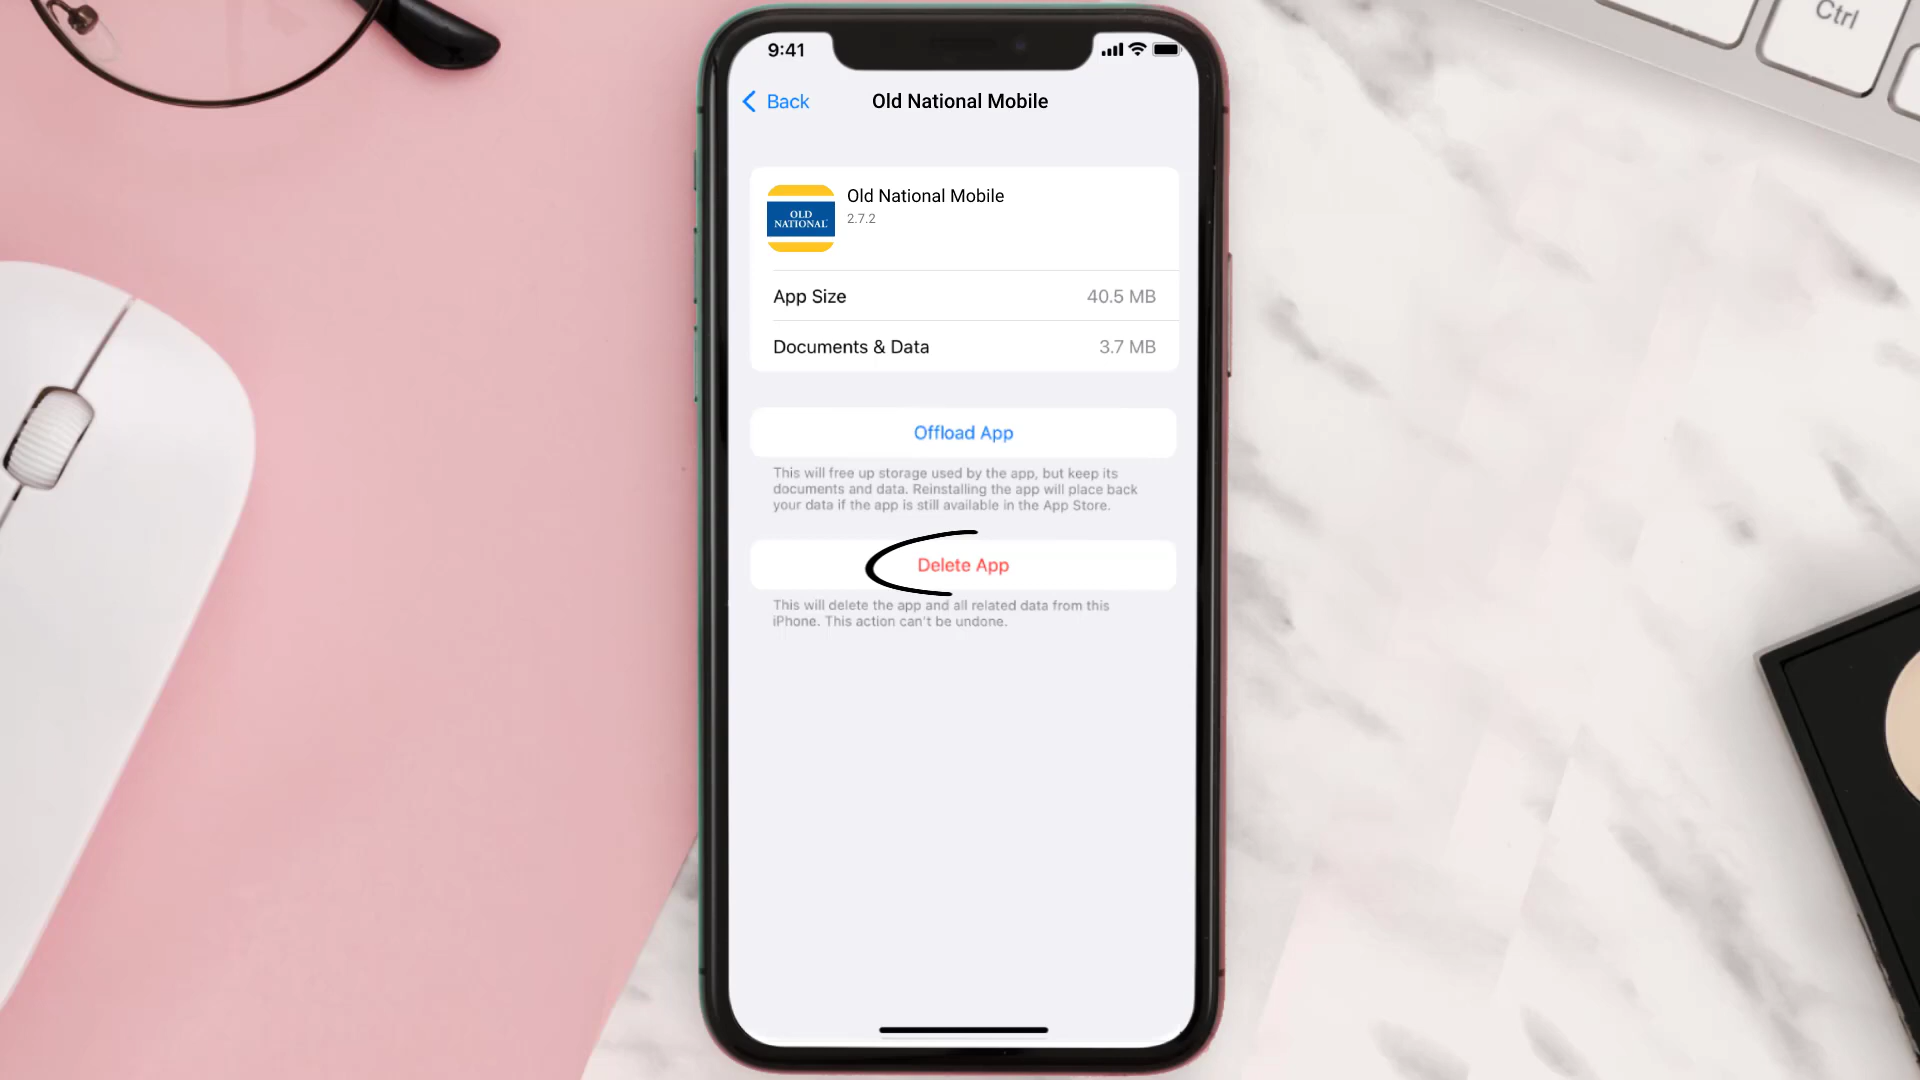 Ctrl
9:41
Back
Old National Mobile
OLD
NATIONAL
Old National Mobile
2.7.2
App Size
40.5 MB
Documents & Data
3.7 MB
Offload App
This will free up storage used by the app, but keep its
documents and data. Reinstalling the app will place back
your data if the app is still available in the App Store.
Delete App
This will delete the app and all related data from this
iPhone. This action can't be undone.